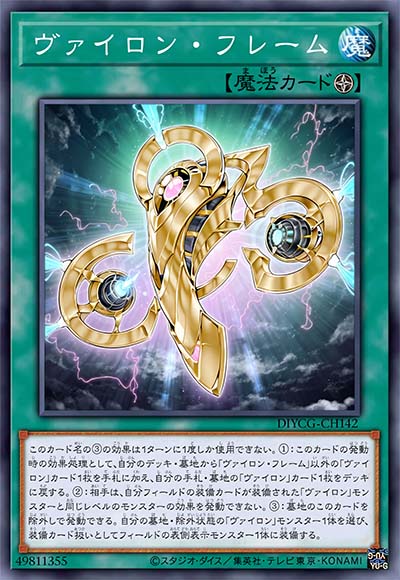 ヴァイロン・フレーム
魔
【魔法カード】
DIYCG-CH142
このカード名の③の効果は1ターンに1度しか使用できない。①:このカードの発動
時の効果処理として、自分のデッキ・墓地から「ヴァイロン・フレーム」以外の「ヴァイロ
ン」カード1枚を手札に加え、自分の手札・墓地の「ヴァイロン」カード1枚をデッキ
に戻する。②:相手は、自分フィールドの装備カードが装備された「ヴァイロン」モン
スターと同じレベルのモンスターの効果を発動できない。③:墓地のこのカードを
除外して発動できる。自分の墓地・除外状態の「ヴァイロン」モンスター1体を選び、
装備カード扱いとしてフィールドの表側表示モンスター1体に装備する。
49811355
©スタジオ・ダイス/集英社・テレビ東京・KONAMI